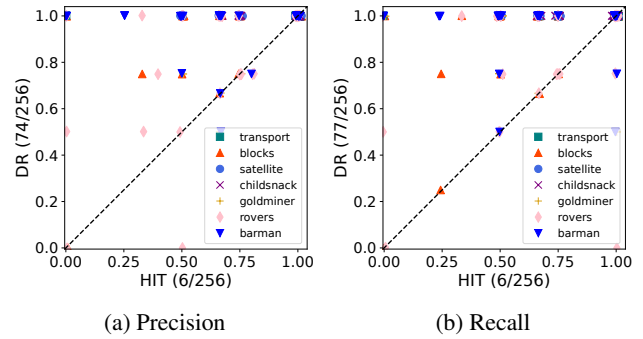 DR (74/256)
1.0
0.8
0.6
0.4
0.2
0.0
transport
blocks
satellite
childsnack
goldminer
rovers
barman
0.00 0.25 0.50 0.75 1.00
HIT (6/256)
(a) Precision
DR (77/256)
1.0
0.8
0.6
0.4
0.2
0.0
transport
blocks
satellite
childsnack
goldminer
rovers
barman
0.00 0.25 0.50 0.75 1.00
HIT (6/256)
(b) Recall